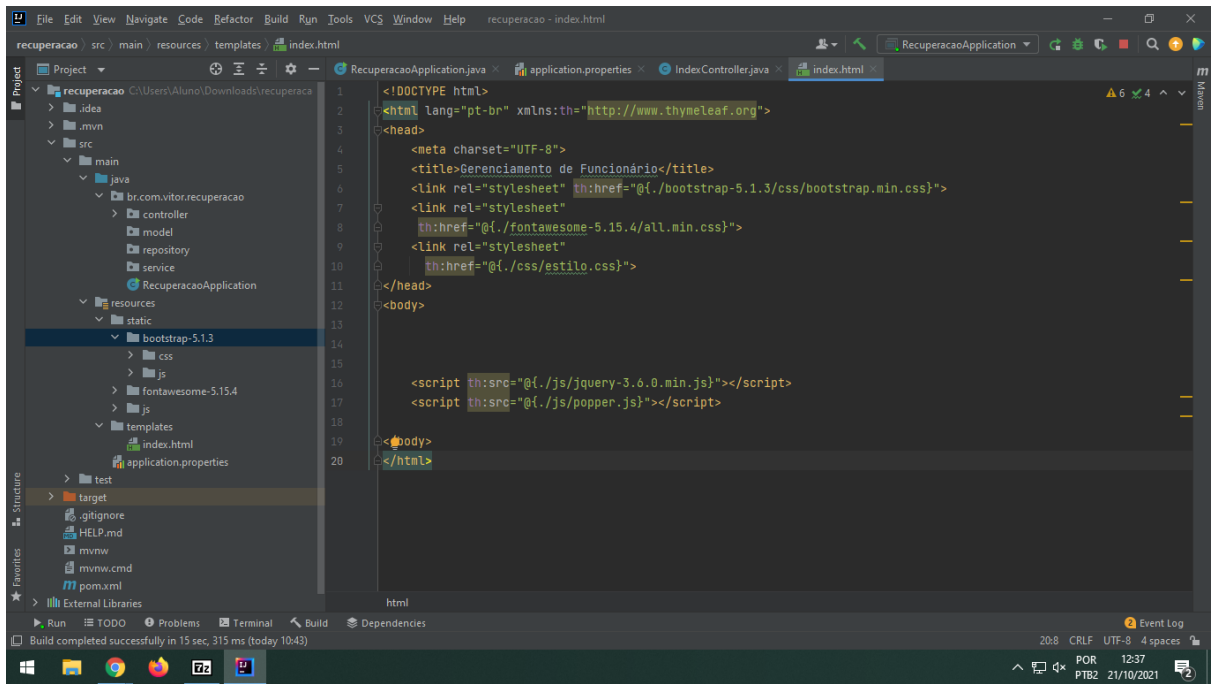 File Edit View Navigate Code Refactor Build Run Tools VCS Window Help recuperacao - index.html
recuperacao src main resources templates index.html RecuperacaoApplication
Project RecuperacaoApplication.java application.properties IndexController.java index.html
Project
Maven
recuperacao C:\Users\Aluno\Downloads\recuperaca
.idea
.mvn
src
main
java
br.com.vitor.recuperacao
controller
model
repository
service
RecuperacaoApplication
resources
static
bootstrap-5.1.3
css
js
fontawesome-5.15.4
js
templates
index.html
application.properties
test
target
.gitignore
HELP.md
mvnw
mvnw.cmd
pom.xml
External Libraries
6 4
1 <!DOCTYPE html>
2 <html lang="pt-br" xmlns:th="http://www.thymeleaf.org">
3 <head>
4 <meta charset="UTF-8">
5 <title>Gerenciamento de Funcionário</title>
6 <link rel="stylesheet" th:href="@{./bootstrap-5.1.3/css/bootstrap.min.css}">
7 <link rel="stylesheet"
8 th:href="@{./fontawesome-5.15.4/all.min.css}">
9 <link rel="stylesheet"
10 th:href="@{./css/estilo.css}">
11 </head>
12 <body>
13
14
15
16 <script th:src="@{./js/jquery-3.6.0.min.js}"></script>
17 <script th:src="@{./js/popper.js}"></script>
18
19 <body>
20 </html>
html
Structure
Favorites
Run TODO Problems Terminal Build Dependencies 2 Event Log
Build completed successfully in 15 sec, 315 ms (today 10:43) 20:8 CRLF UTF-8 4 spaces
POR 12:37
PTB2 21/10/2021 2